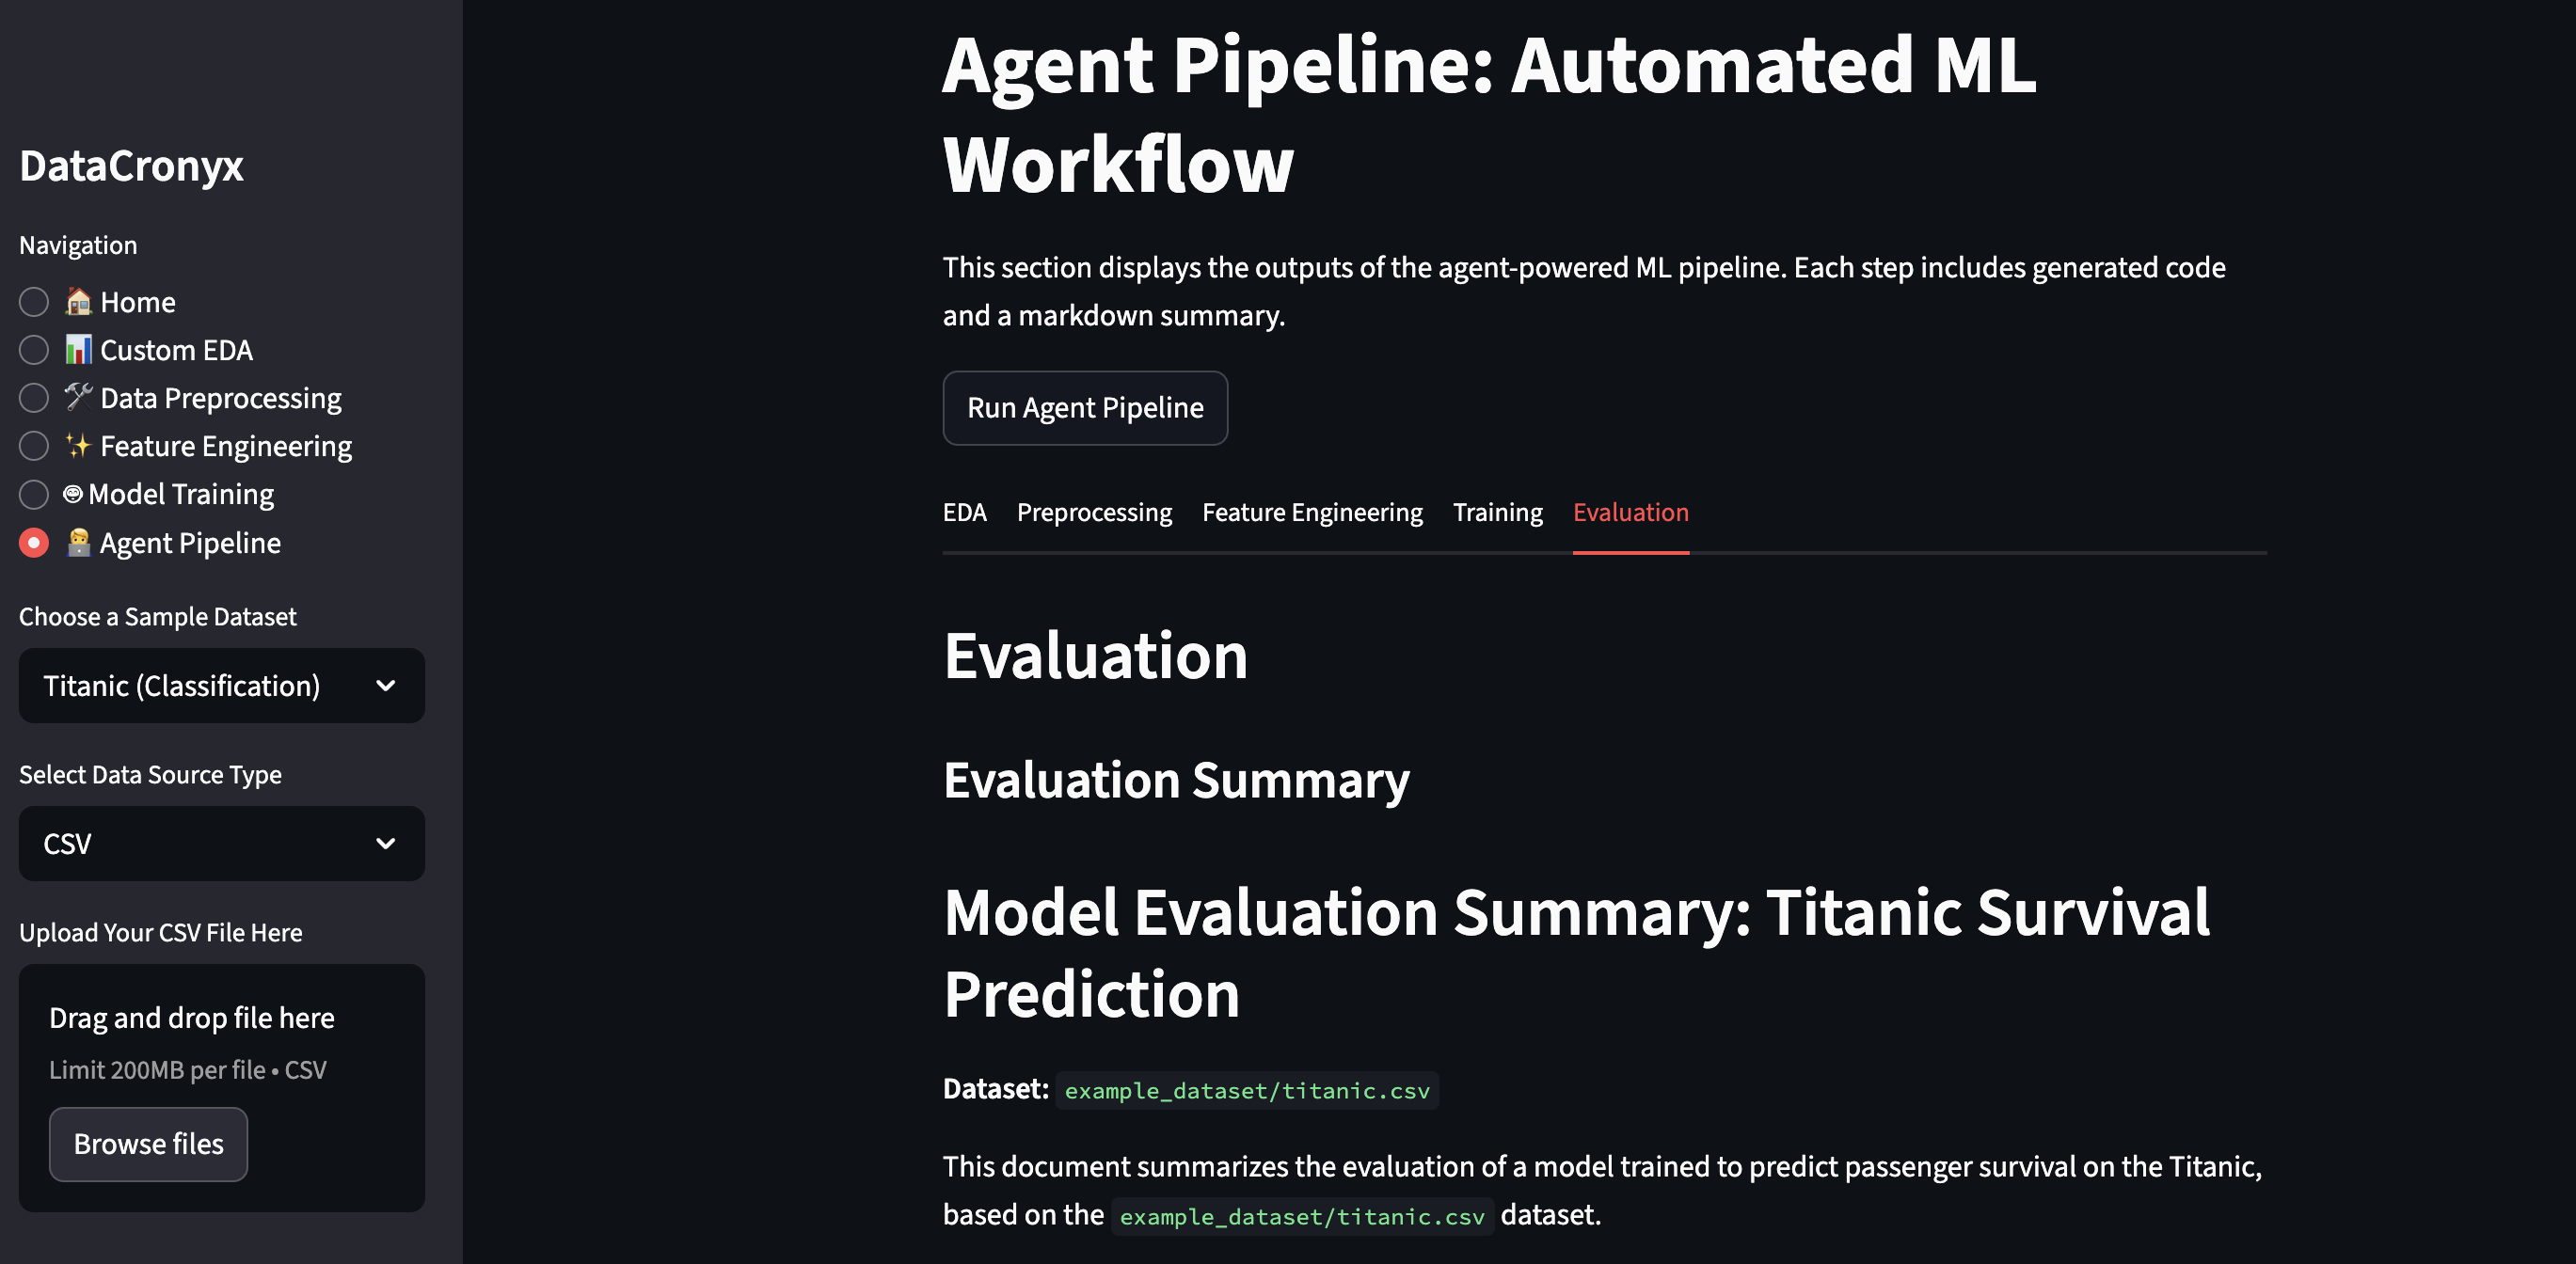 DataCronyx
Navigation
Home
Custom EDA
Data Preprocessing
Feature Engineering
Model Training
Agent Pipeline
Choose a Sample Dataset
Titanic (Classification)
Select Data Source Type
CSV
Upload Your CSV File Here
Drag and drop file here
Limit 200MB per file • CSV
Browse files
Agent Pipeline: Automated ML
Workflow
This section displays the outputs of the agent-powered ML pipeline. Each step includes generated code
and a markdown summary.
Run Agent Pipeline
EDA Preprocessing Feature Engineering Training Evaluation
Evaluation
Evaluation Summary
Model Evaluation Summary: Titanic Survival
Prediction
Dataset: example_dataset/titanic.csv
This document summarizes the evaluation of a model trained to predict passenger survival on the Titanic,
based on the example_dataset/titanic.csv dataset.